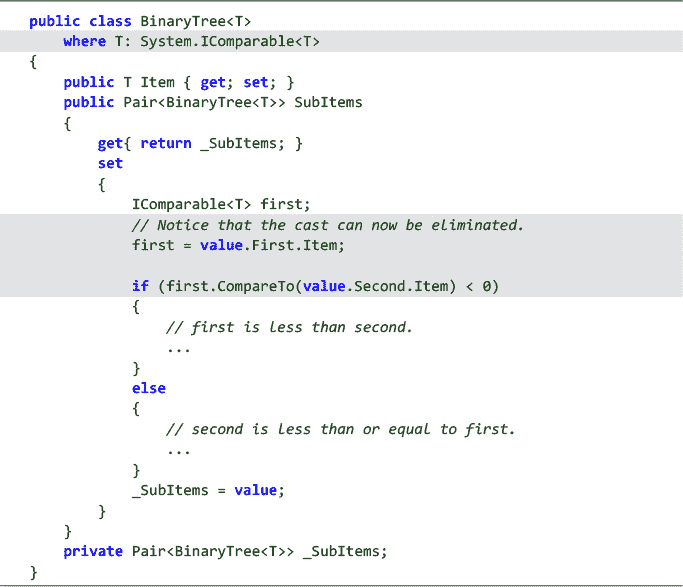 public class BinaryTree<T>
    where T: System.IComparable<T>
{
    public T Item { get; set; }
    public Pair<BinaryTree<T>> SubItems
    {
        get{ return _SubItems; }
        set
        {
            IComparable<T> first;
            // Notice that the cast can now be eliminated.
            first = value.First.Item;

            if (first.CompareTo(value.Second.Item) < 0)
            {
                // first is less than second.
                ...
            }
            else
            {
                // second is less than or equal to first.
                ...
            }
            _SubItems = value;
        }
    }
    private Pair<BinaryTree<T>> _SubItems;
}